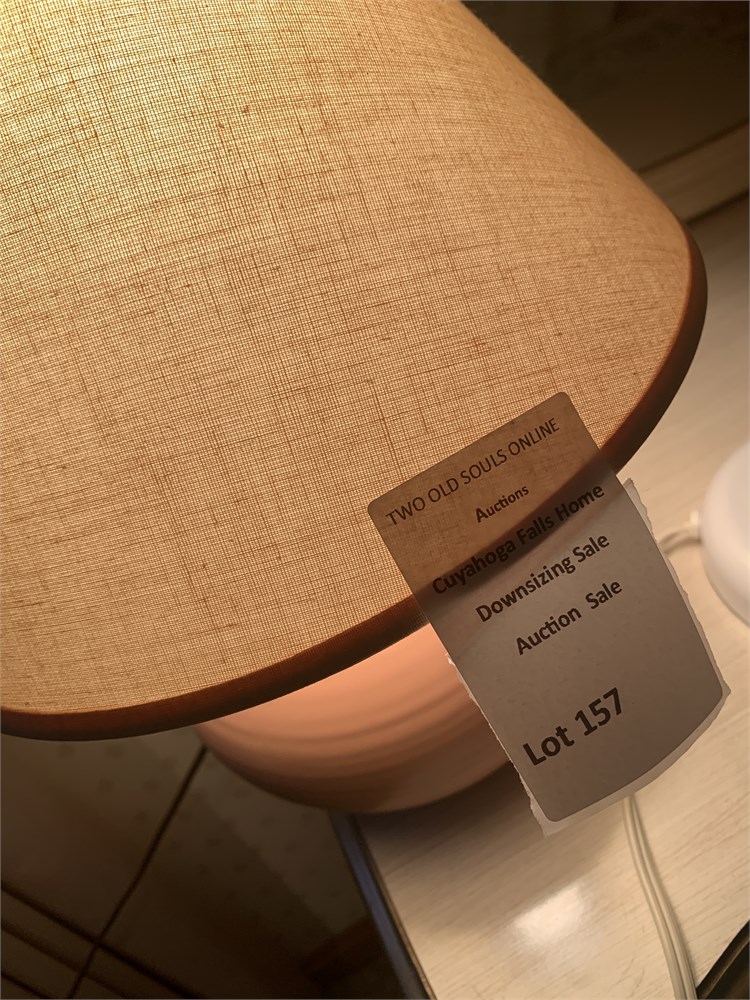 TWO OLD SOULS ONLINE
Auctions
Cuyahoga Falls Home
Downsizing Sale
Auction Sale
Lot 157